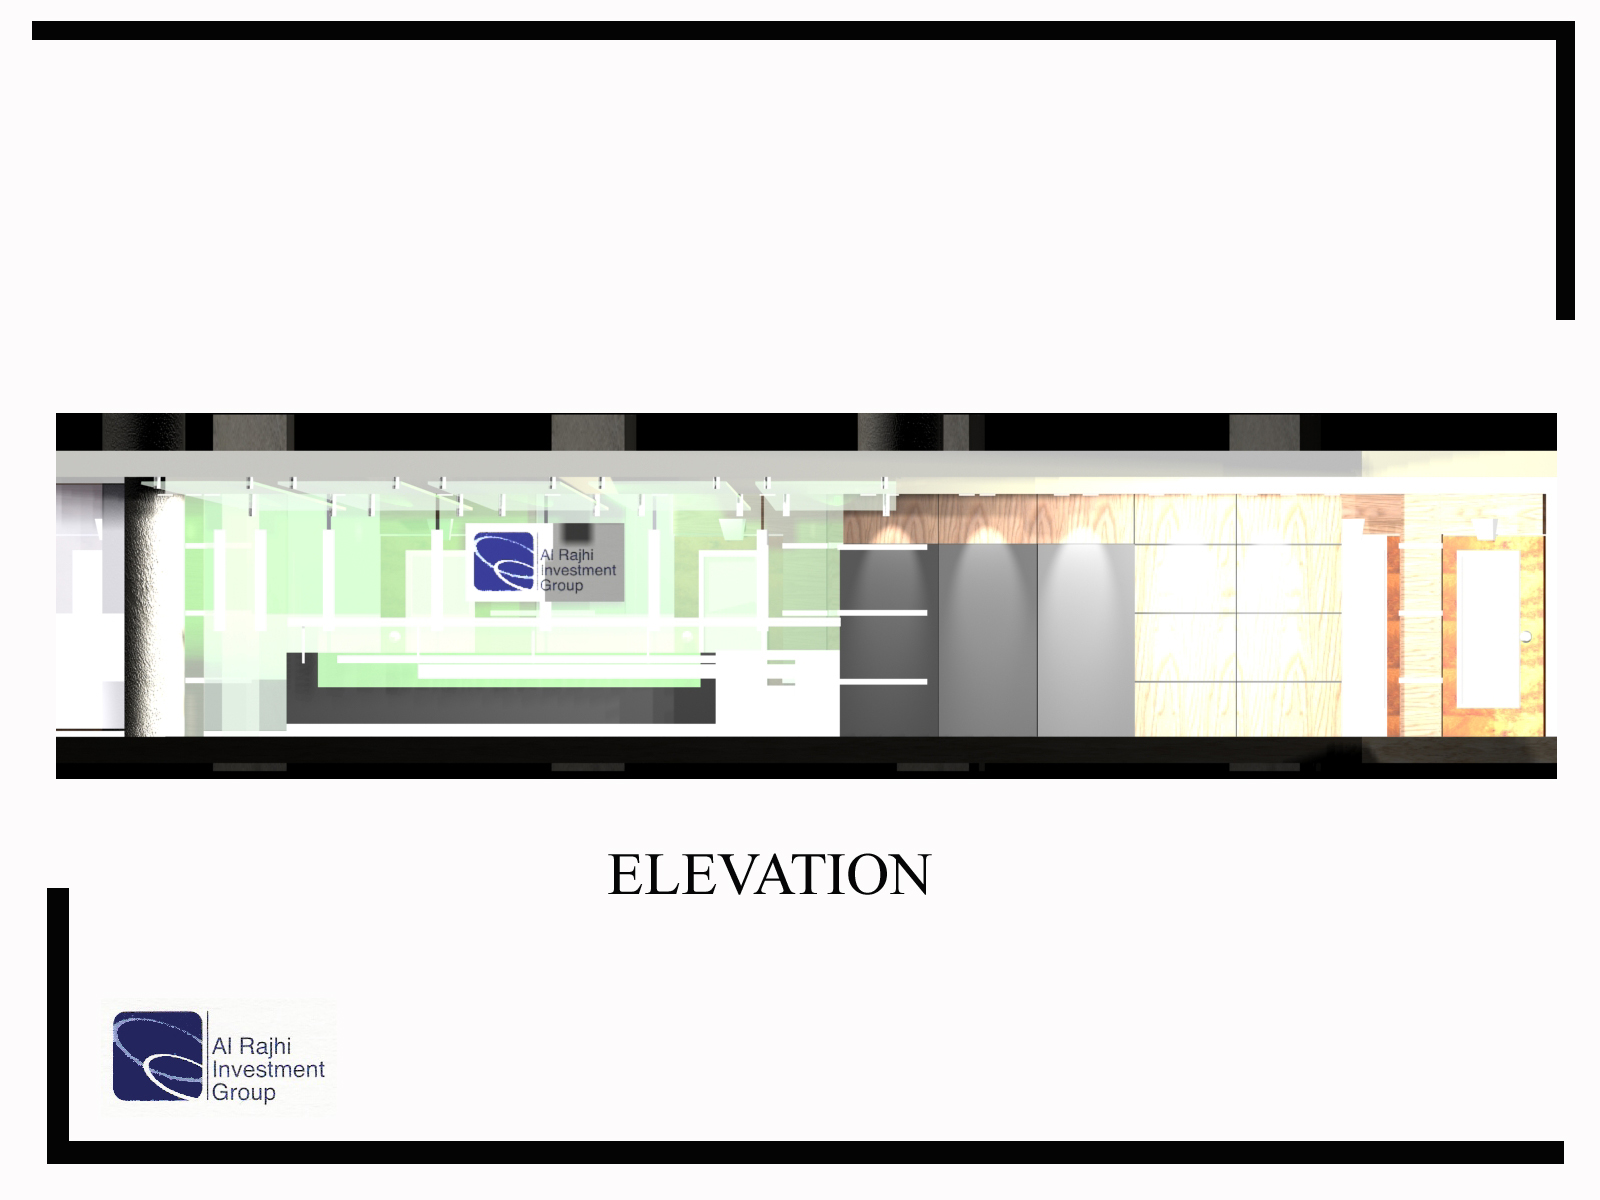 Al Rajhi
Investment
Group
ELEVATION
Al Rajhi
Investment
Group